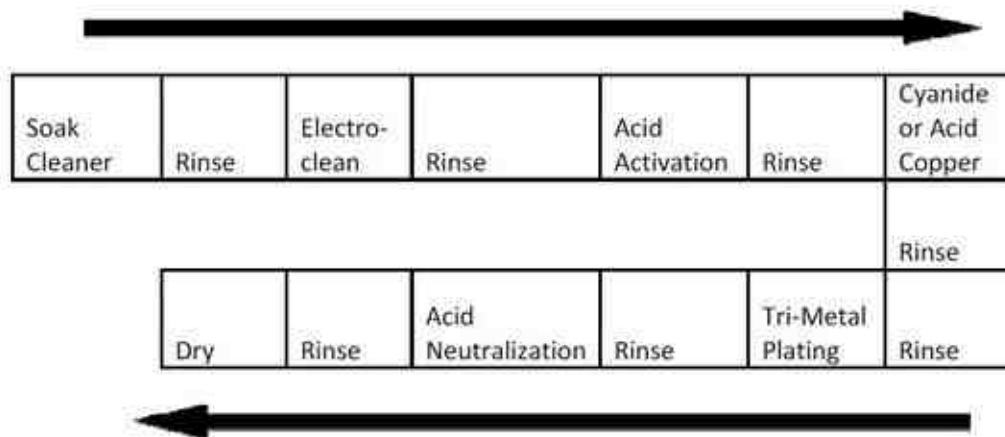 Soak
Cleaner
Rinse
Electro-
clean
Rinse
Acid
Activation
Rinse
Cyanide
or Acid
Copper
Rinse
Rinse
Tri-Metal
Plating
Rinse
Acid
Neutralization
Rinse
Dry